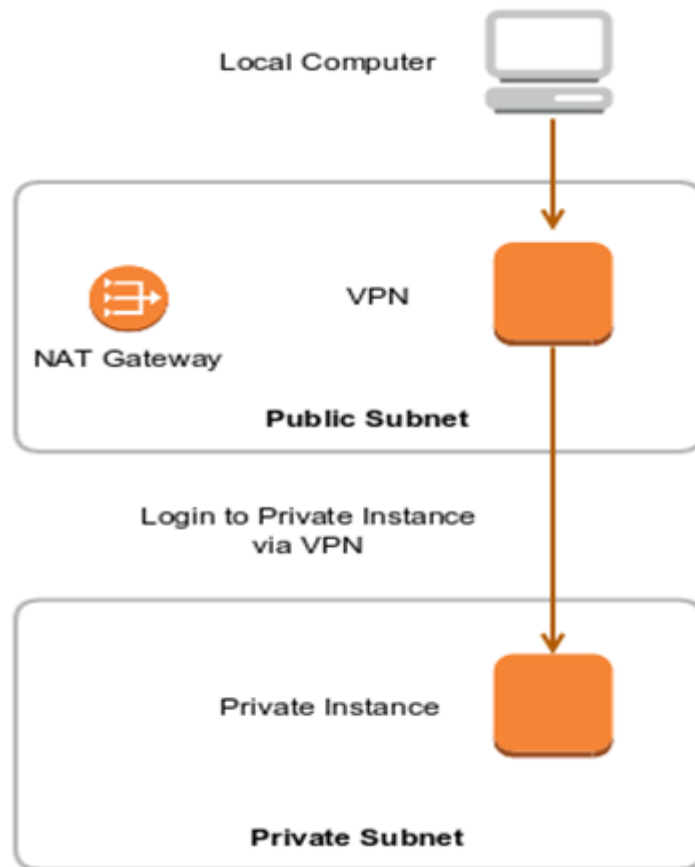 Local Computer
VPN
NAT Gateway
Public Subnet
Login to Private Instance
via VPN
Private Instance
Private Subnet